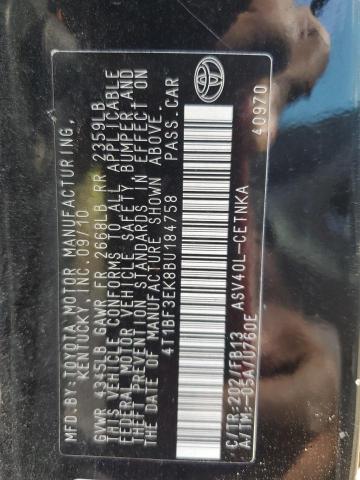 MFD.BY: TOYOTA MOTOR MANUFACTURING,
KENTUCKY, INC 09/10
GVWR 4345LB GAWR FR 2668LB RR 2359LB
THIS VEHICLE CONFORMS TO ALL APPLICABLE
FEDERAL MOTOR VEHICLE SAFETY BUMPER, AND
THEFT PREVENTION STANDARDS IN EFFECT ON
THE DATE OF MANUFACTURE SHOWN ABOVE.
4T1BF3EK8BU184758 PASS.CAR
C/TR:202/FB13
A/TM:-05A/U760E ASV40L-CETNKA
TOYOTA
40970